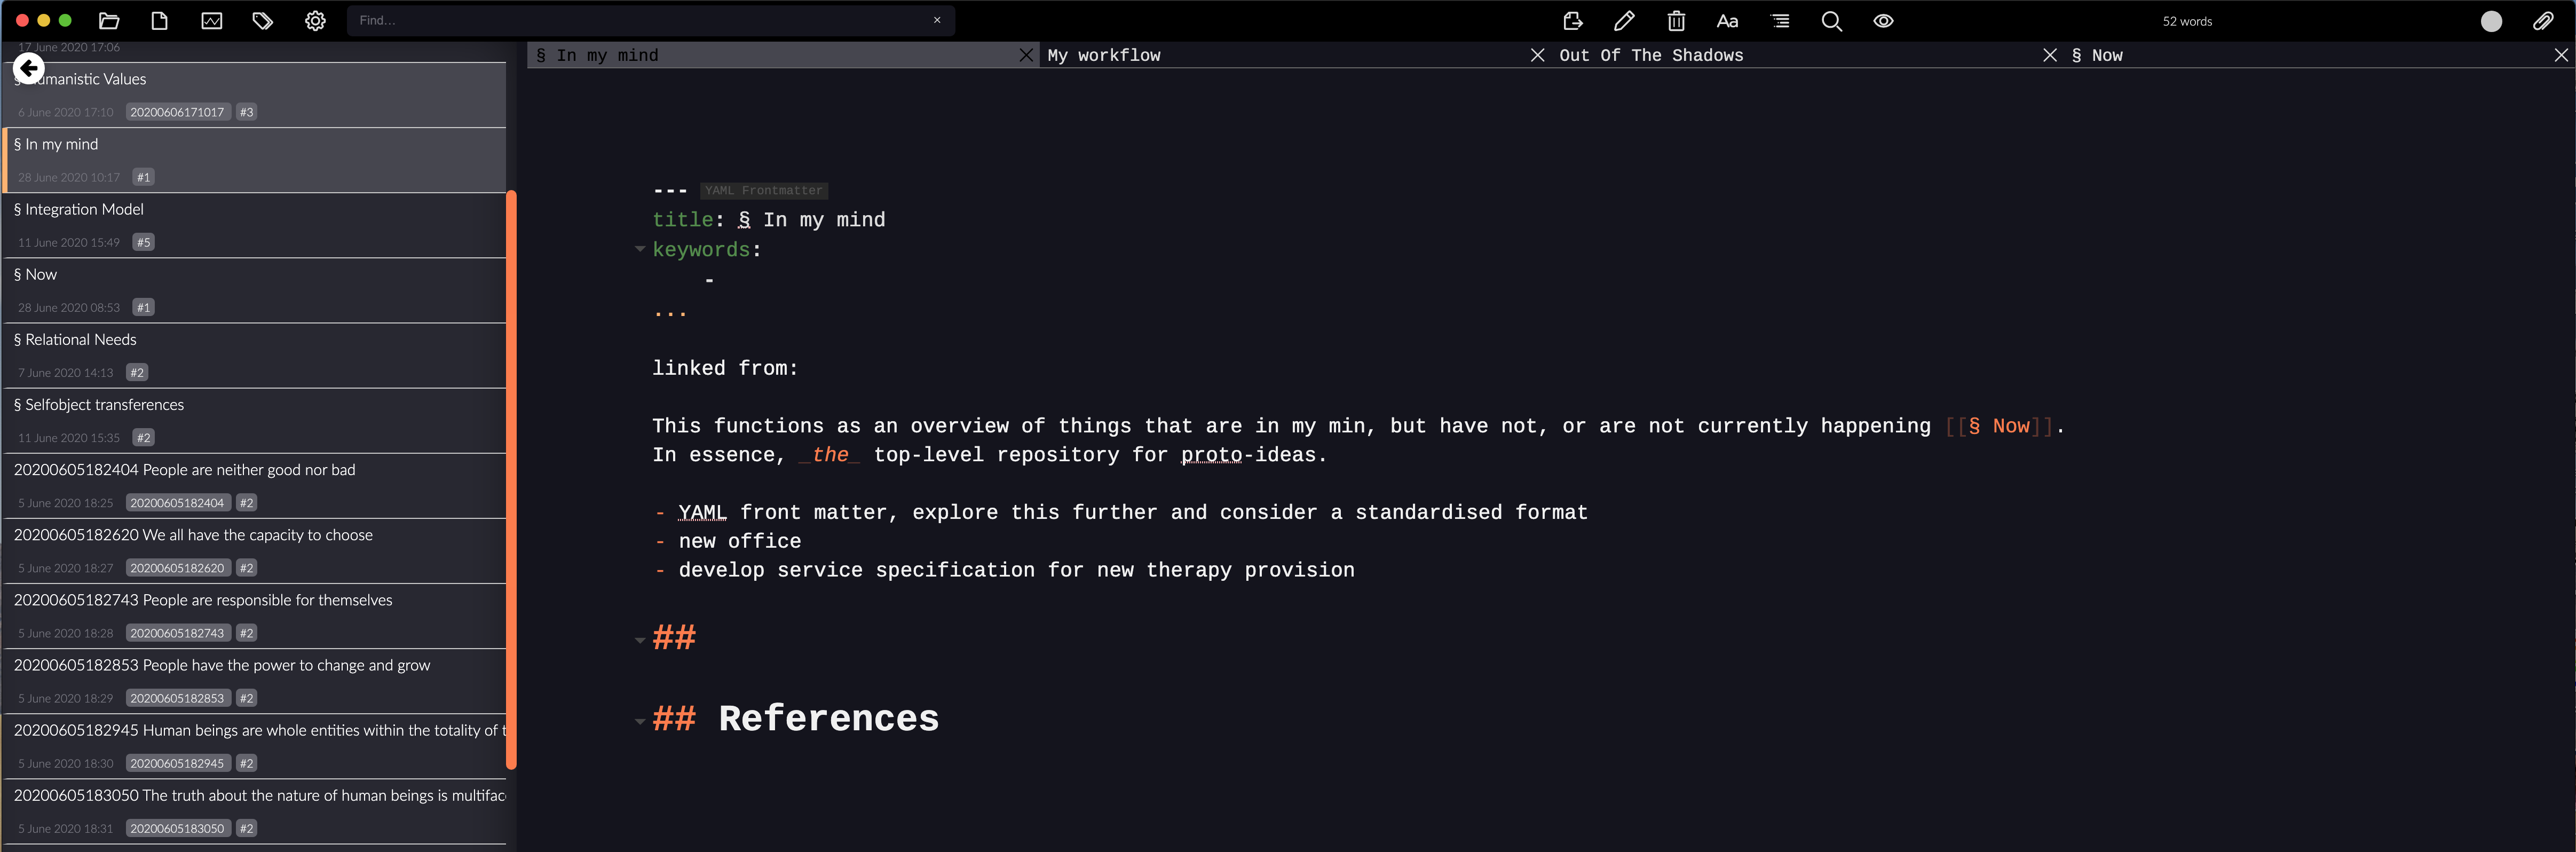 Find...
×
Aa
52 words
17 June 2020 17:06
§ umanistic Values
6 June 2020 17:10 20200606171017 #3
§ In my mind
28 June 2020 10:17 #1
§ Integration Model
11 June 2020 15:49 #5
§ Now
28 June 2020 08:53 #1
§ Relational Needs
7 June 2020 14:13 #2
§ Selfobject transferences
11 June 2020 15:35 #2
20200605182404 People are neither good nor bad
5 June 2020 18:25 20200605182404 #2
20200605182620 We all have the capacity to choose
5 June 2020 18:27 20200605182620 #2
20200605182743 People are responsible for themselves
5 June 2020 18:28 20200605182743 #2
20200605182853 People have the power to change and grow
5 June 2020 18:29 20200605182853 #2
20200605182945 Human beings are whole entities within the totality of t
5 June 2020 18:30 20200605182945 #2
20200605183050 The truth about the nature of human beings is multifac
5 June 2020 18:31 20200605183050 #2
§ In my mind
My workflow
Out Of The Shadows
§ Now
--- YAML Frontmatter
title: § In my mind
keywords:
-
...
linked from:
This functions as an overview of things that are in my min, but have not, or are not currently happening [[§ Now]].
In essence, _the_ top-level repository for proto-ideas.
- YAML front matter, explore this further and consider a standardised format
- new office
- develop service specification for new therapy provision
##
## References